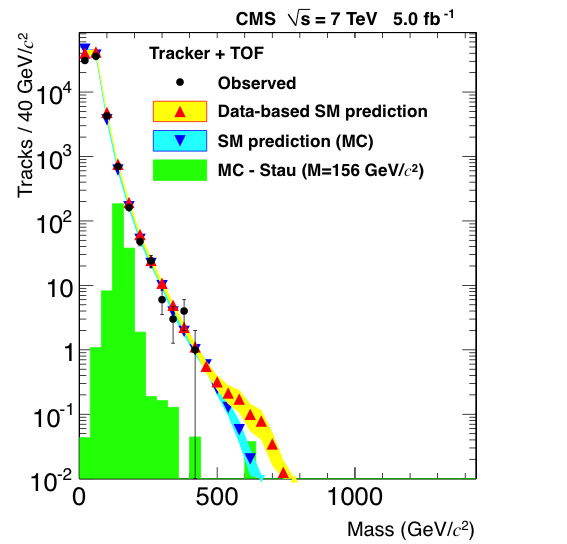 CMS √s = 7 TeV 5.0 fb⁻¹
Tracker + TOF
Observed
Data-based SM prediction
SM prediction (MC)
MC - Stau (M=156 GeV/c²)
Tracks / 40 GeV/c²
10⁴
10³
10²
10
1
10⁻¹
10⁻²
0 500 1000
Mass (GeV/c²)